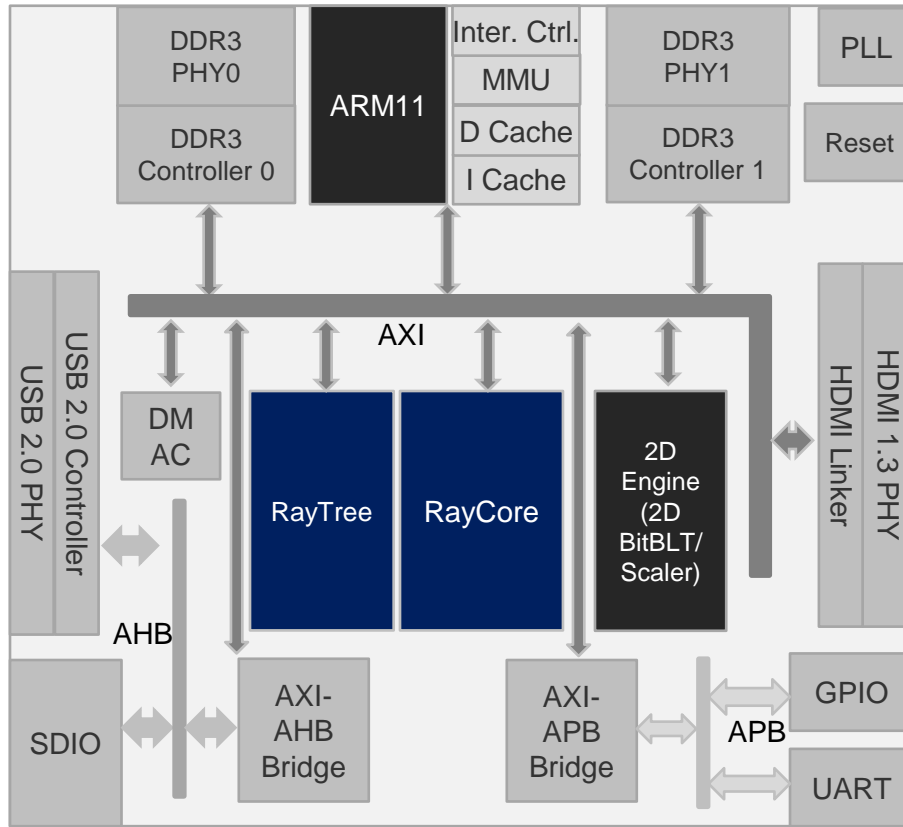 DDR3
PHY0
DDR3
Controller 0
ARM11
Inter. Ctrl.
MMU
D Cache
I Cache
DDR3
PHY1
DDR3
Controller 1
PLL
Reset
AXI
USB 2.0 PHY
USB 2.0 Controller
DM
AC
RayTree
RayCore
2D
Engine
(2D
BitBLT/
Scaler)
HDMI Linker
HDMI 1.3 PHY
AHB
SDIO
AXI-
AHB
Bridge
AXI-
APB
Bridge
APB
GPIO
UART